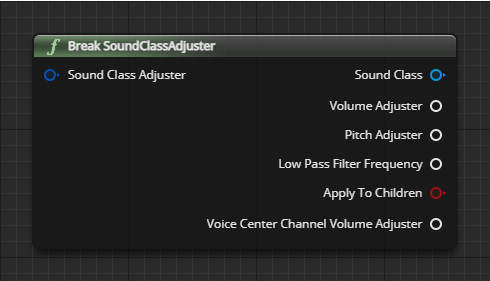 Break SoundClassAdjuster
Sound Class Adjuster
Sound Class
Volume Adjuster
Pitch Adjuster
Low Pass Filter Frequency
Apply To Children
Voice Center Channel Volume Adjuster